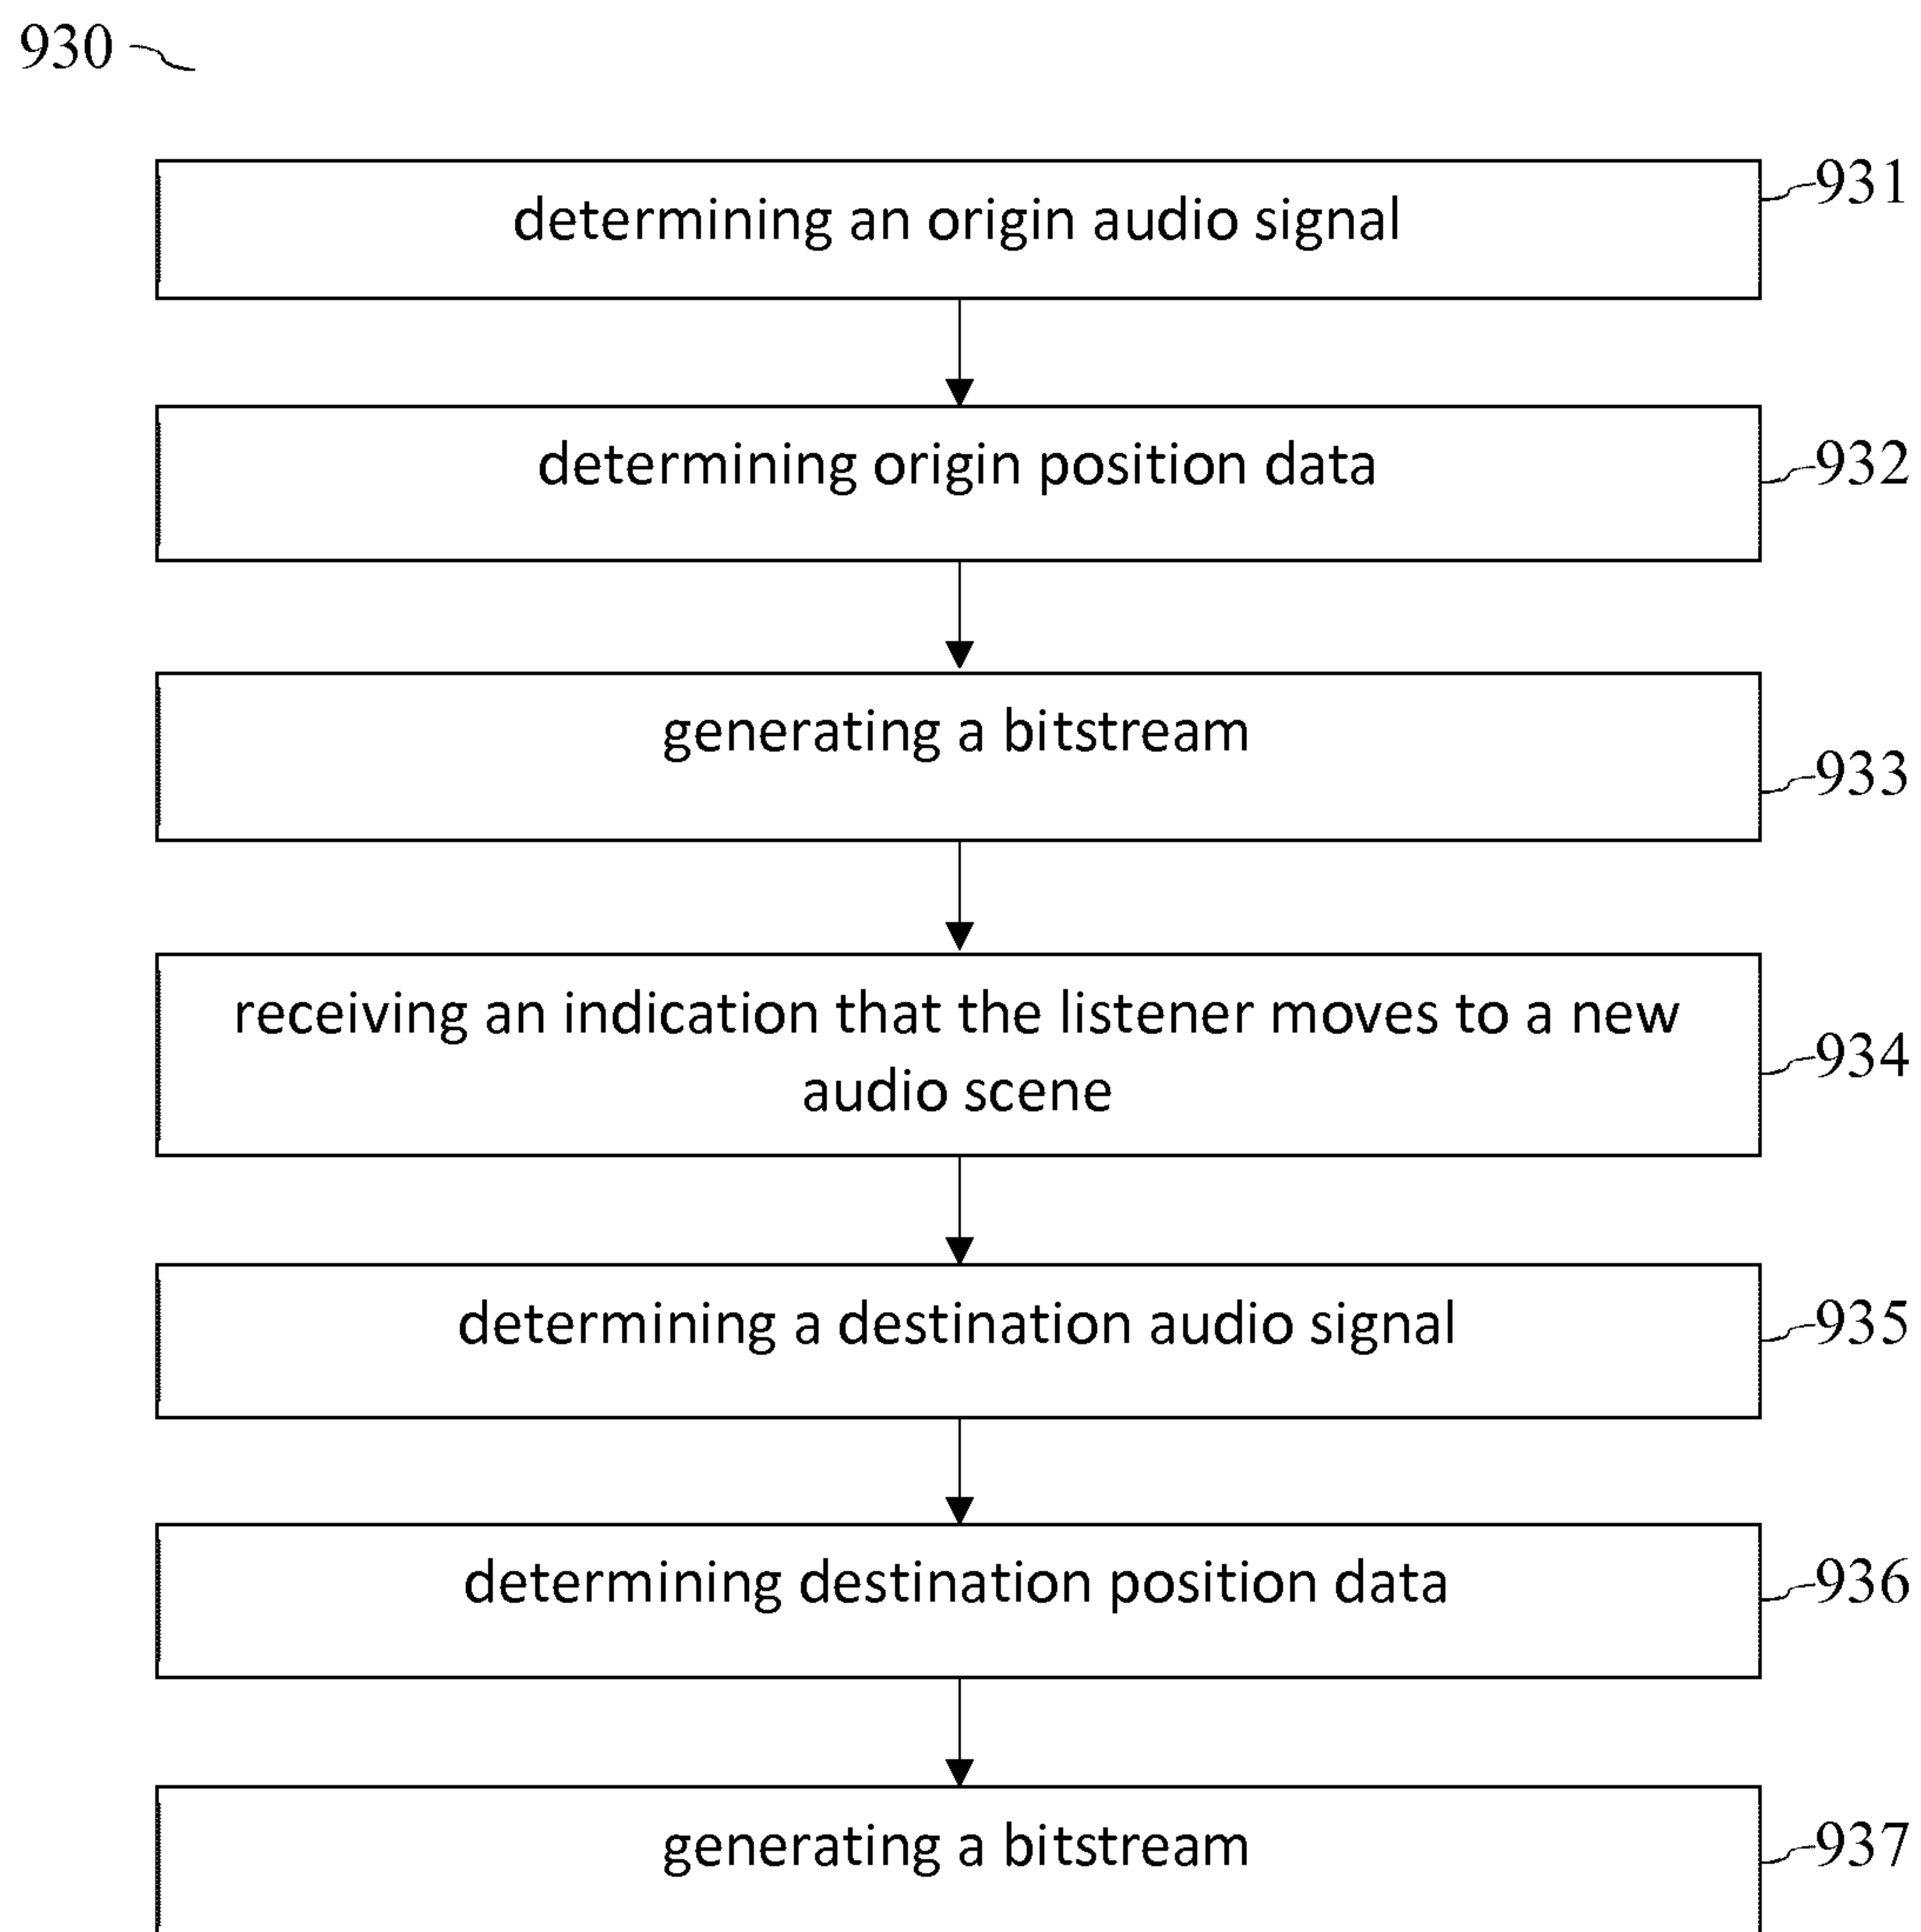 930
determining an origin audio signal
931
determining origin position data
932
generating a bitstream
933
receiving an indication that the listener moves to a new
audio scene
934
determining a destination audio signal
935
determining destination position data
936
generating a bitstream
937